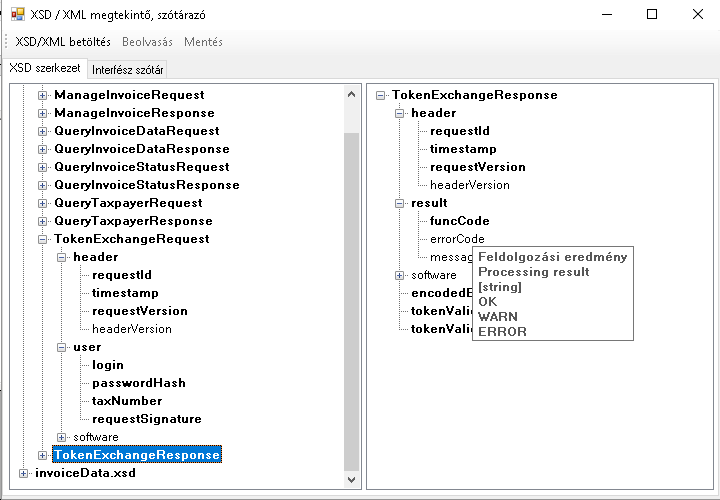 XSD / XML megtekintő, szótárazó
XSD/XML betöltés Beolvasás Mentés
XSD szerkezet Interfész szótár
ManageInvoiceRequest
ManageInvoiceResponse
QueryInvoiceDataRequest
QueryInvoiceDataResponse
QueryInvoiceStatusRequest
QueryInvoiceStatusResponse
QueryTaxpayerRequest
QueryTaxpayerResponse
TokenExchangeRequest
header
requestId
timestamp
requestVersion
headerVersion
user
login
passwordHash
taxNumber
requestSignature
software
TokenExchangeResponse
invoiceData.xsd
TokenExchangeResponse
header
requestId
timestamp
requestVersion
headerVersion
result
funcCode
errorCode
messag
software
encodedE
tokenVali
tokenVali
Feldolgozási eredmény
Processing result
[string]
OK
WARN
ERROR